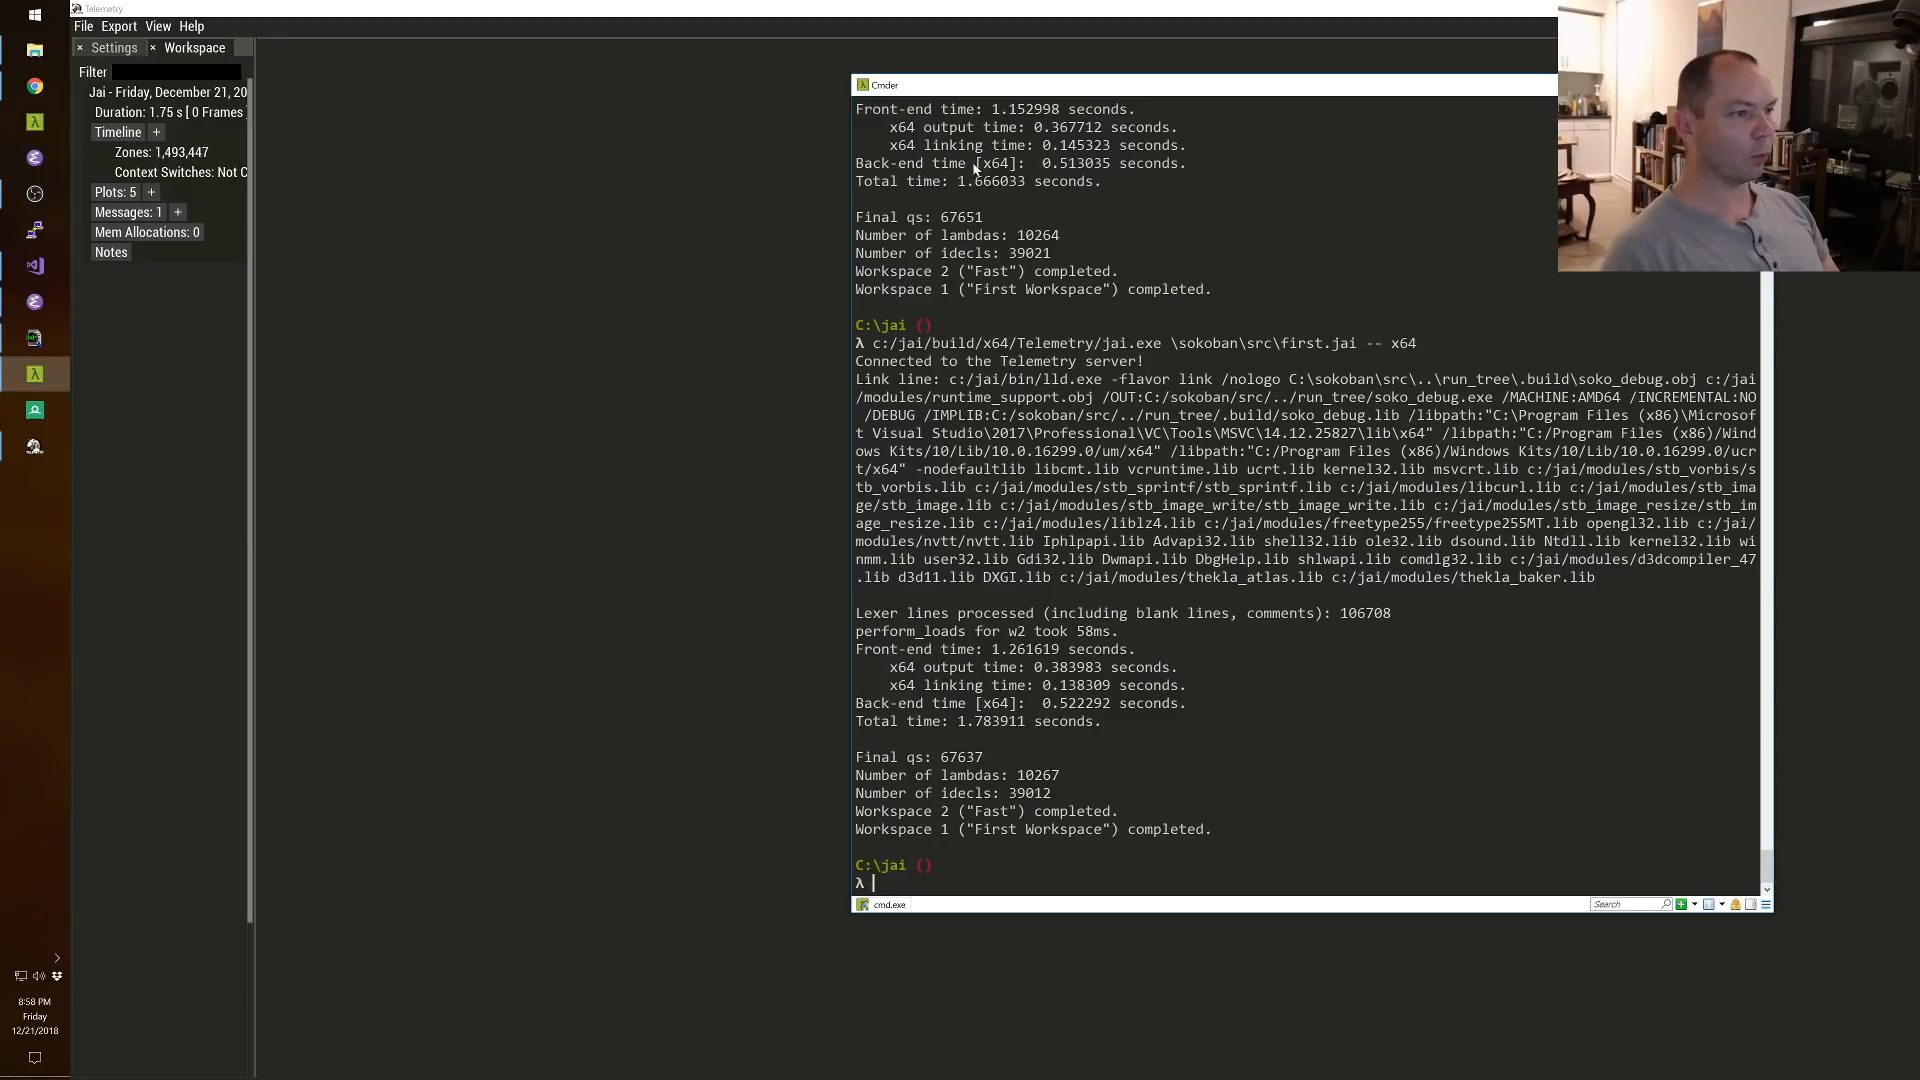 Telemetry
File Export View Help
× Settings × Workspace
Filter
Jai - Friday, December 21, 20
Duration: 1.75 s [ 0 Frames
Timeline +
Zones: 1,493,447
Context Switches: Not C
Plots: 5 +
Messages: 1 +
Mem Allocations: 0
Notes
Cmder
Front-end time: 1.152998 seconds.
x64 output time: 0.367712 seconds.
x64 linking time: 0.145323 seconds.
Back-end time [x64]:  0.513035 seconds.
Total time: 1.666033 seconds.
Final qs: 67651
Number of lambdas: 10264
Number of idecls: 39021
Workspace 2 ("Fast") completed.
Workspace 1 ("First Workspace") completed.
C:\jai ()
λ c:/jai/build/x64/Telemetry/jai.exe \sokoban\src\first.jai -- x64
Connected to the Telemetry server!
Link line: c:/jai/bin/lld.exe -flavor link /nologo C:\sokoban\src\..\run_tree\.build\soko_debug.obj c:/jai
/modules/runtime_support.obj /OUT:C:/sokoban/src/../run_tree/soko_debug.exe /MACHINE:AMD64 /INCREMENTAL:NO
/DEBUG /IMPLIB:C:/sokoban/src/../run_tree/.build/soko_debug.lib /libpath:"C:\Program Files (x86)\Microsof
t Visual Studio\2017\Professional\VC\Tools\MSVC\14.12.25827\lib\x64" /libpath:"C:/Program Files (x86)/Wind
ows Kits/10/Lib/10.0.16299.0/um/x64" /libpath:"C:/Program Files (x86)/Windows Kits/10/Lib/10.0.16299.0/ucr
t/x64" -nodefaultlib libcmt.lib vcruntime.lib ucrt.lib kernel32.lib msvcrt.lib c:/jai/modules/stb_vorbis/s
tb_vorbis.lib c:/jai/modules/stb_sprintf/stb_sprintf.lib c:/jai/modules/libcurl.lib c:/jai/modules/stb_ima
ge/stb_image.lib c:/jai/modules/stb_image_write/stb_image_write.lib c:/jai/modules/stb_image_resize/stb_im
age_resize.lib c:/jai/modules/liblz4.lib c:/jai/modules/freetype255/freetype255MT.lib opengl32.lib c:/jai/
modules/nvtt/nvtt.lib Iphlpapi.lib Advapi32.lib shell32.lib ole32.lib dsound.lib Ntdll.lib kernel32.lib wi
nmm.lib user32.lib Gdi32.lib Dwmapi.lib DbgHelp.lib shlwapi.lib comdlg32.lib c:/jai/modules/d3dcompiler_47
.lib d3d11.lib DXGI.lib c:/jai/modules/thekla_atlas.lib c:/jai/modules/thekla_baker.lib
Lexer lines processed (including blank lines, comments): 106708
perform_loads for w2 took 58ms.
Front-end time: 1.261619 seconds.
x64 output time: 0.383983 seconds.
x64 linking time: 0.138309 seconds.
Back-end time [x64]:  0.522292 seconds.
Total time: 1.783911 seconds.
Final qs: 67637
Number of lambdas: 10267
Number of idecls: 39012
Workspace 2 ("Fast") completed.
Workspace 1 ("First Workspace") completed.
C:\jai ()
λ
cmd.exe
Search
8:58 PM
Friday
12/21/2018